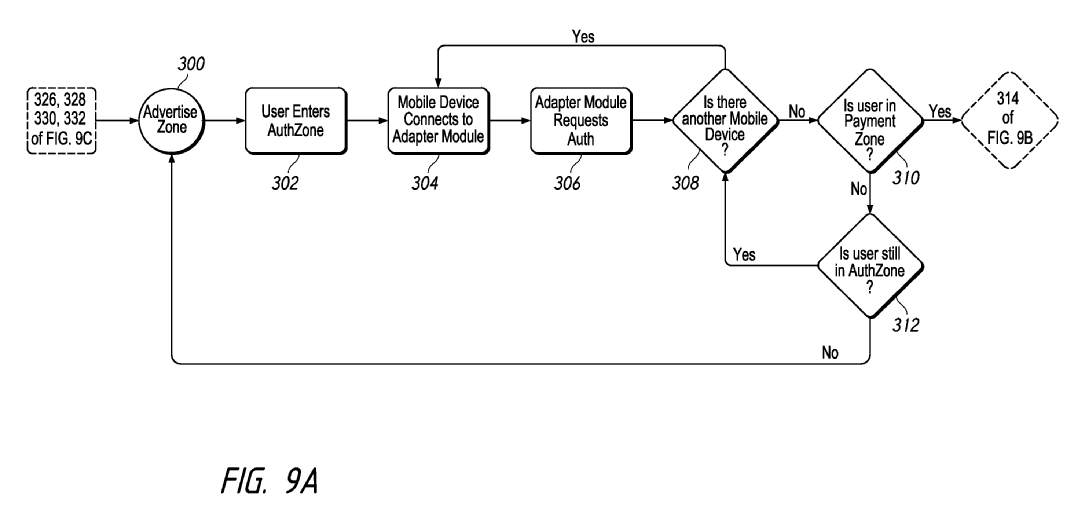 Yes
300
326, 328
330, 332
of FIG. 9C
Advertise
Zone
User Enters
AuthZone
302
Mobile Device
Connects to
Adapter Module
304
Adapter Module
Requests
Auth
306
Is there
another Mobile
Device
?
308
No
Is user in
Payment
Zone
?
310
Yes
314
of
FIG. 9B
No
Yes
Is user still
in AuthZone
?
312
No
FIG. 9A